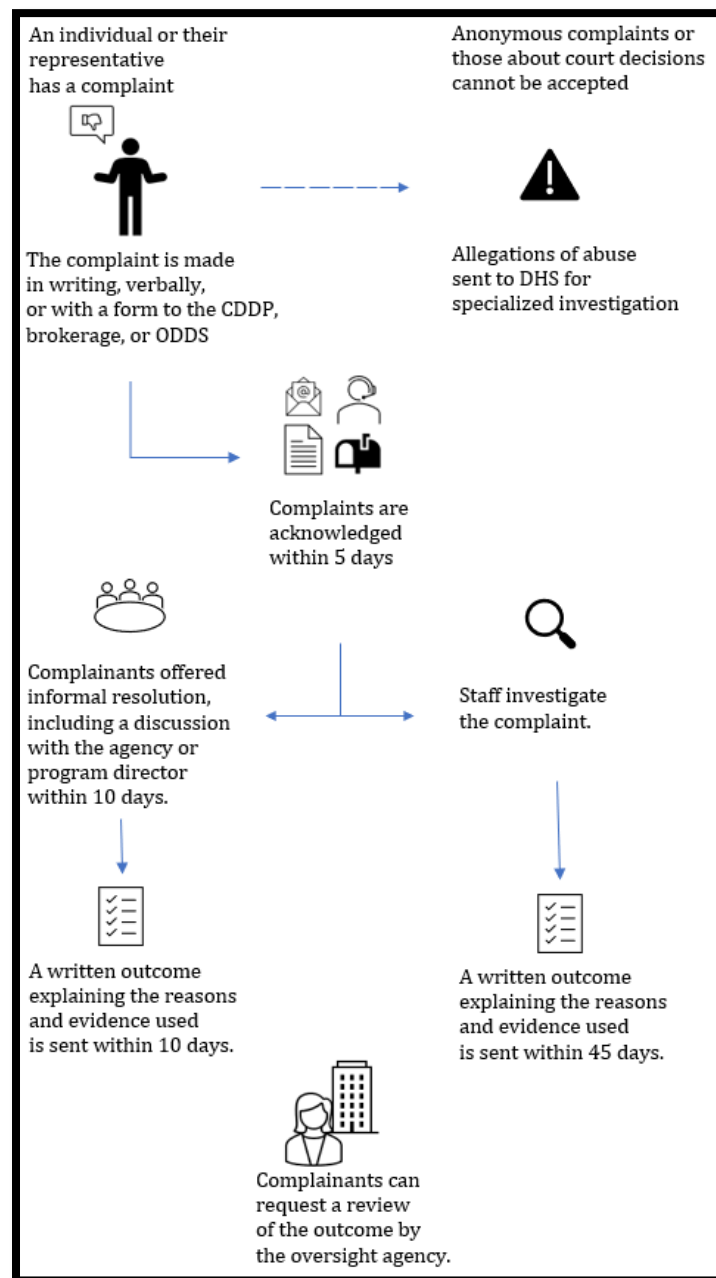 An individual or their
representative
has a complaint
Anonymous complaints or
those about court decisions
cannot be accepted
The complaint is made
in writing, verbally,
or with a form to the CDDP,
brokerage, or ODDS
Allegations of abuse
sent to DHS for
specialized investigation
Complaints are
acknowledged
within 5 days
Complainants offered
informal resolution,
including a discussion
with the agency or
program director
within 10 days.
Staff investigate
the complaint.
A written outcome
explaining the reasons
and evidence used
is sent within 10 days.
A written outcome
explaining the reasons
and evidence used
is sent within 45 days.
Complainants can
request a review
of the outcome by
the oversight agency.